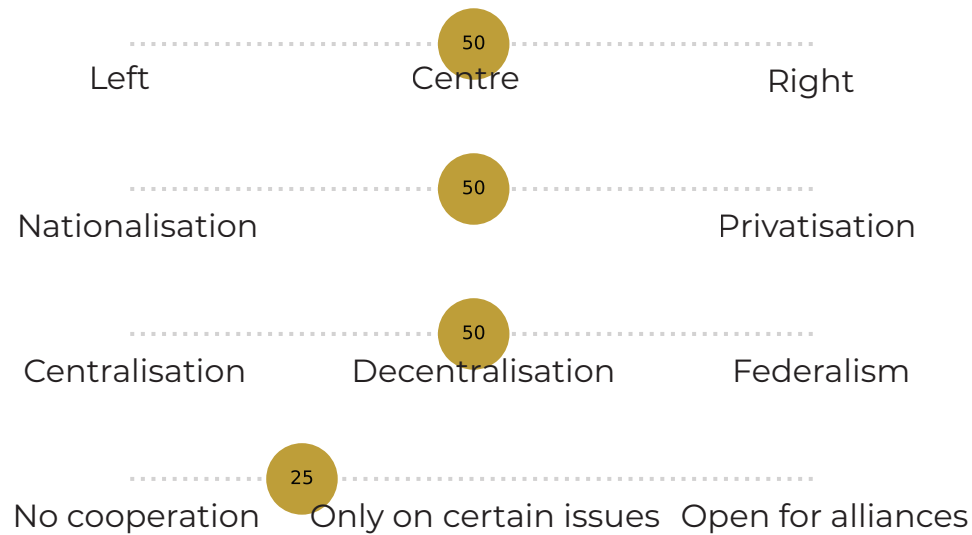 50
Left Centre Right
50
Nationalisation Privatisation
50
Centralisation Decentralisation Federalism
25
No cooperation Only on certain issues Open for alliances